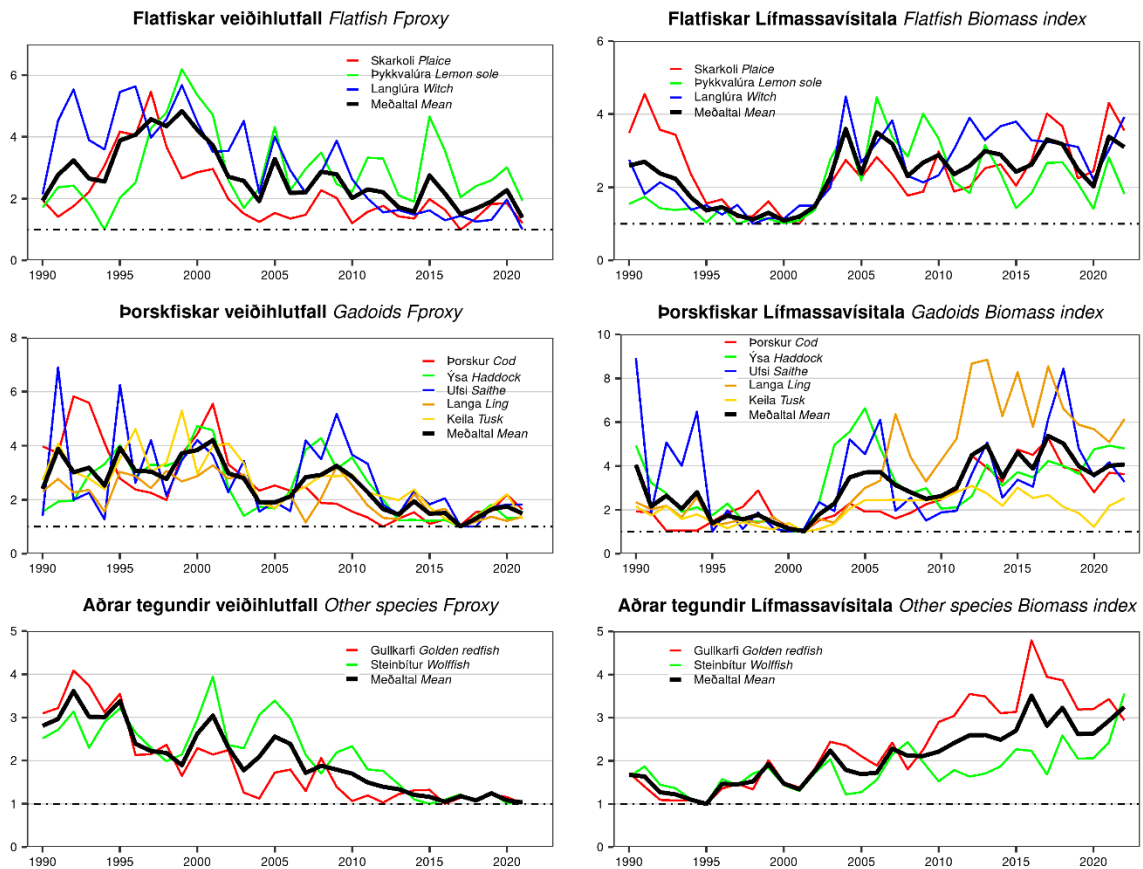 Flatfiskar veiðihlutfall Flatfish Fproxy
Skarkoli Plaice
Þykkvalúra Lemon sole
Langlúra Witch
Meðaltal Mean
6
4
2
0
1990 1995 2000 2005 2010 2015 2020
Flatfiskar Lífmassavísitala Flatfish Biomass index
Skarkoli Plaice
Þykkvalúra Lemon sole
Langlúra Witch
Meðaltal Mean
6
4
2
0
1990 1995 2000 2005 2010 2015 2020
Þorskfiskar veiðihlutfall Gadoids Fproxy
Þorskur Cod
Ýsa Haddock
Ufsi Saithe
Langa Ling
Keila Tusk
Meðaltal Mean
8
6
4
2
0
1990 1995 2000 2005 2010 2015 2020
Þorskfiskar Lífmassavísitala Gadoids Biomass index
Þorskur Cod
Ýsa Haddock
Ufsi Saithe
Langa Ling
Keila Tusk
Meðaltal Mean
10
8
6
4
2
0
1990 1995 2000 2005 2010 2015 2020
Aðrar tegundir veiðihlutfall Other species Fproxy
Gullkarfi Golden redfish
Steinbítur Wolffish
Meðaltal Mean
5
4
3
2
1
0
1990 1995 2000 2005 2010 2015 2020
Aðrar tegundir Lífmassavísitala Other species Biomass index
Gullkarfi Golden redfish
Steinbítur Wolffish
Meðaltal Mean
5
4
3
2
1
0
1990 1995 2000 2005 2010 2015 2020